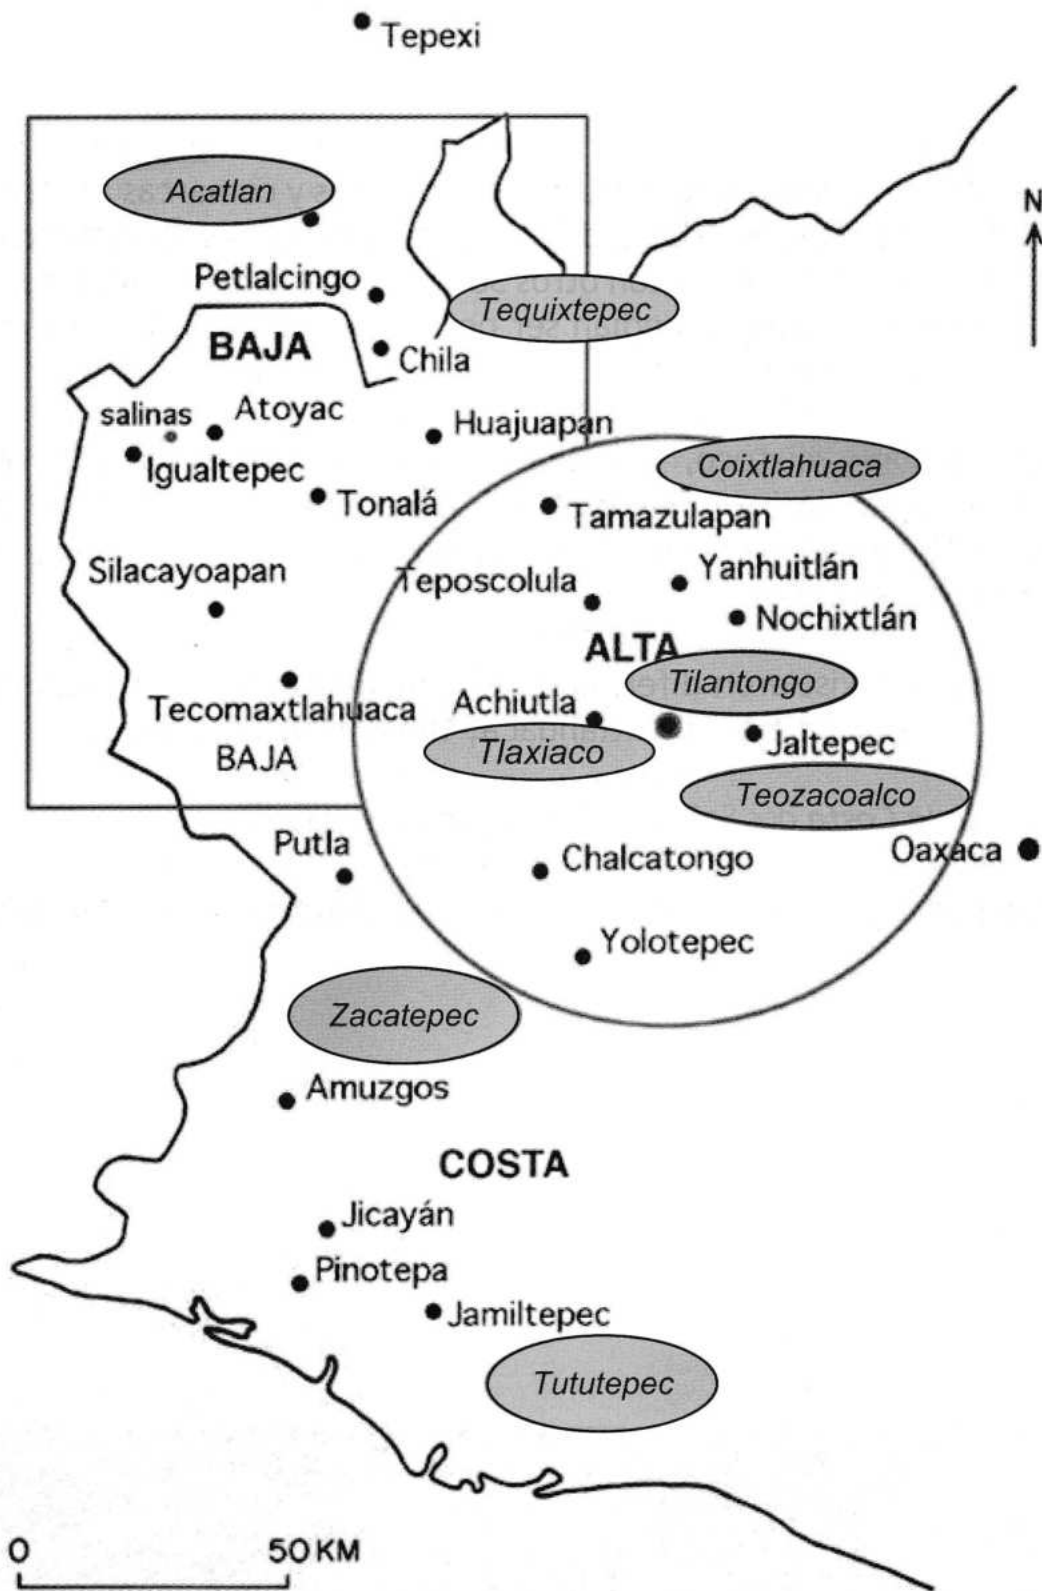 Tepexi
N
Acatlan
Petlalcingo
Tequixtepec
BAJA
Chila
salinas
Atoyac
Huajuapan
Igualtepec
Coixtlahuaca
Tonalá
Tamazulapan
Silacayoapan
Teposcolula
Yanhuitlán
Nochixtlán
ALTA
Tilantongo
Tecomaxtlahuaca
Achiutla
BAJA
Tlaxiaco
Jaltepec
Teozacoalco
Putla
Chalcatongo
Oaxaca
Yolotepec
Zacatepec
Amuzgos
COSTA
Jicayán
Pinotepa
Jamiltepec
Tututepec
0 50 KM